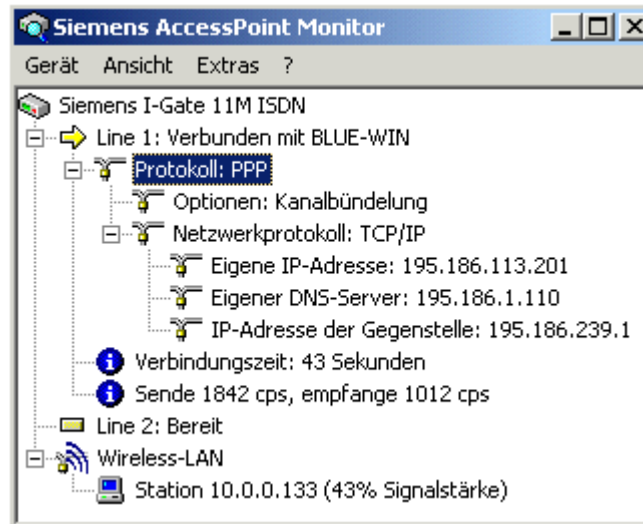 Siemens AccessPoint Monitor
Gerät Ansicht Extras ?
Siemens I-Gate 11M ISDN
Line 1: Verbunden mit BLUE-WIN
Protokoll: PPP
Optionen: Kanalbündelung
Netzwerkprotokoll: TCP/IP
Eigene IP-Adresse: 195.186.113.201
Eigener DNS-Server: 195.186.1.110
IP-Adresse der Gegenstelle: 195.186.239.1
Verbindungszeit: 43 Sekunden
Sende 1842 cps, empfange 1012 cps
Line 2: Bereit
Wireless-LAN
Station 10.0.0.133 (43% Signalstärke)